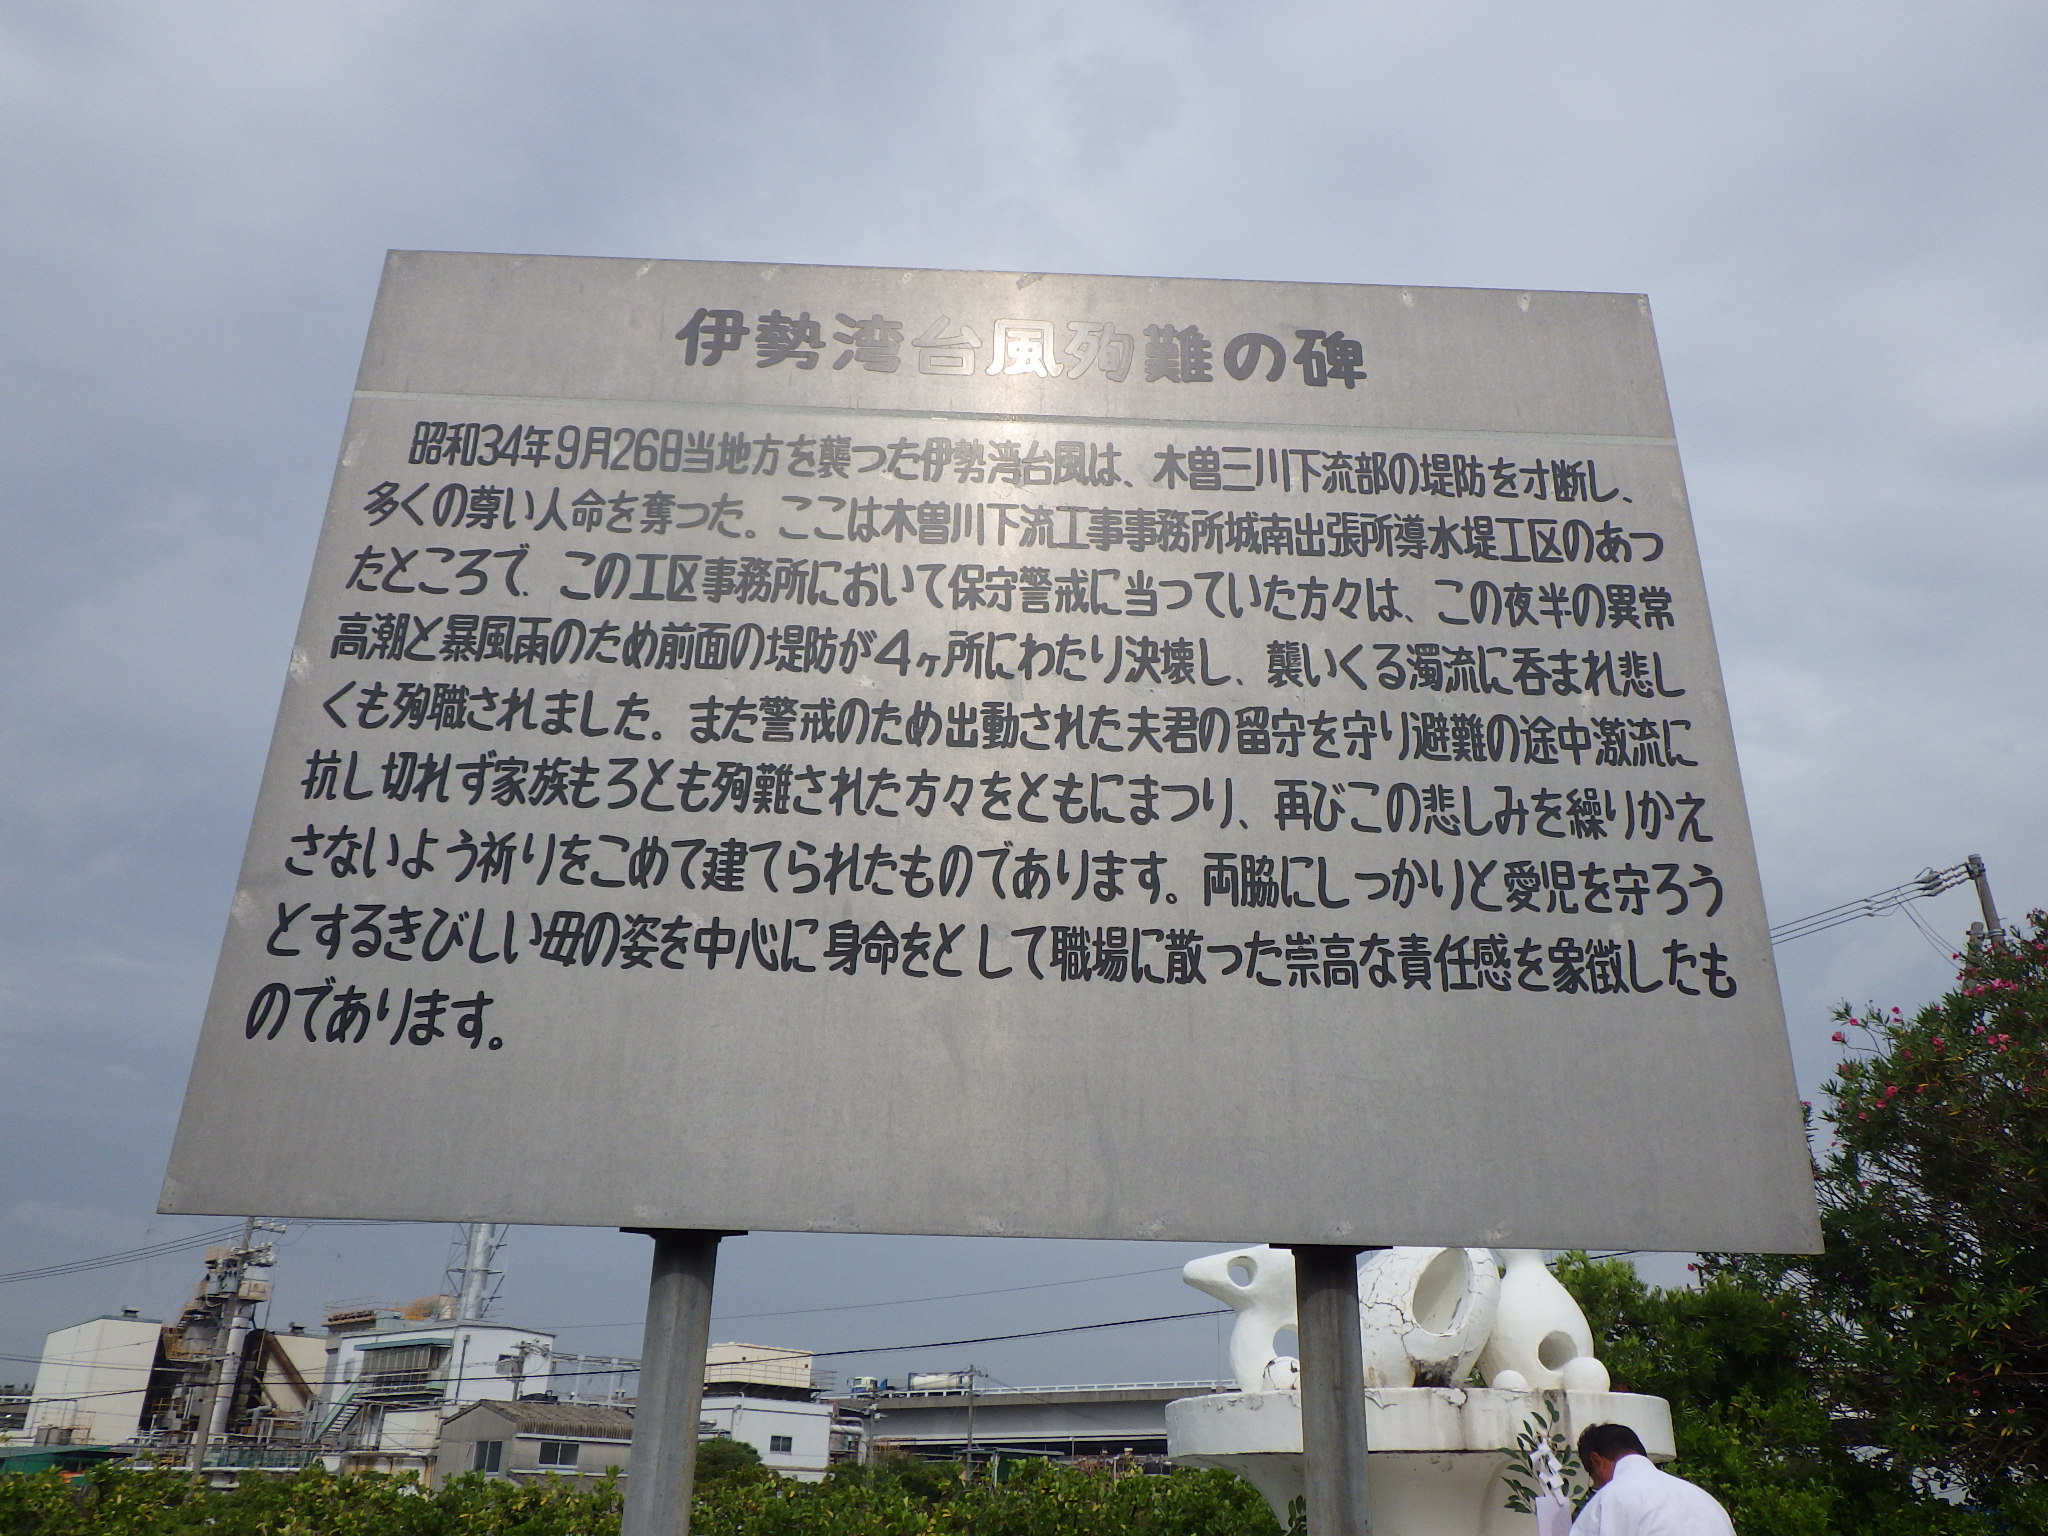 伊勢湾台風殉難の碑
昭和34年9月26日当地方を襲った伊勢湾台風は、木曽三川下流部の堤防を寸断し、
多くの尊い人命を奪った。ここは木曽川下流工事事務所城南出張所導水堤工区のあっ
たところで、この工区事務所において保守警戒に当っていた方々は、この夜半の異常
高潮と暴風雨のため前面の堤防が4ヶ所にわたり決壊し、襲いくる濁流に呑まれ悲し
くも殉職されました。また警戒のため出動された夫君の留守を守り避難の途中激流に
抗し切れず家族もろとも殉難された方々をともにまつり、再びこの悲しみを繰りかえ
さないよう祈りをこめて建てられたものであります。両脇にしっかりと愛児を守ろう
とするきびしい母の姿を中心に身命をとして職場に散った崇高な責任感を象徴したも
のであります。